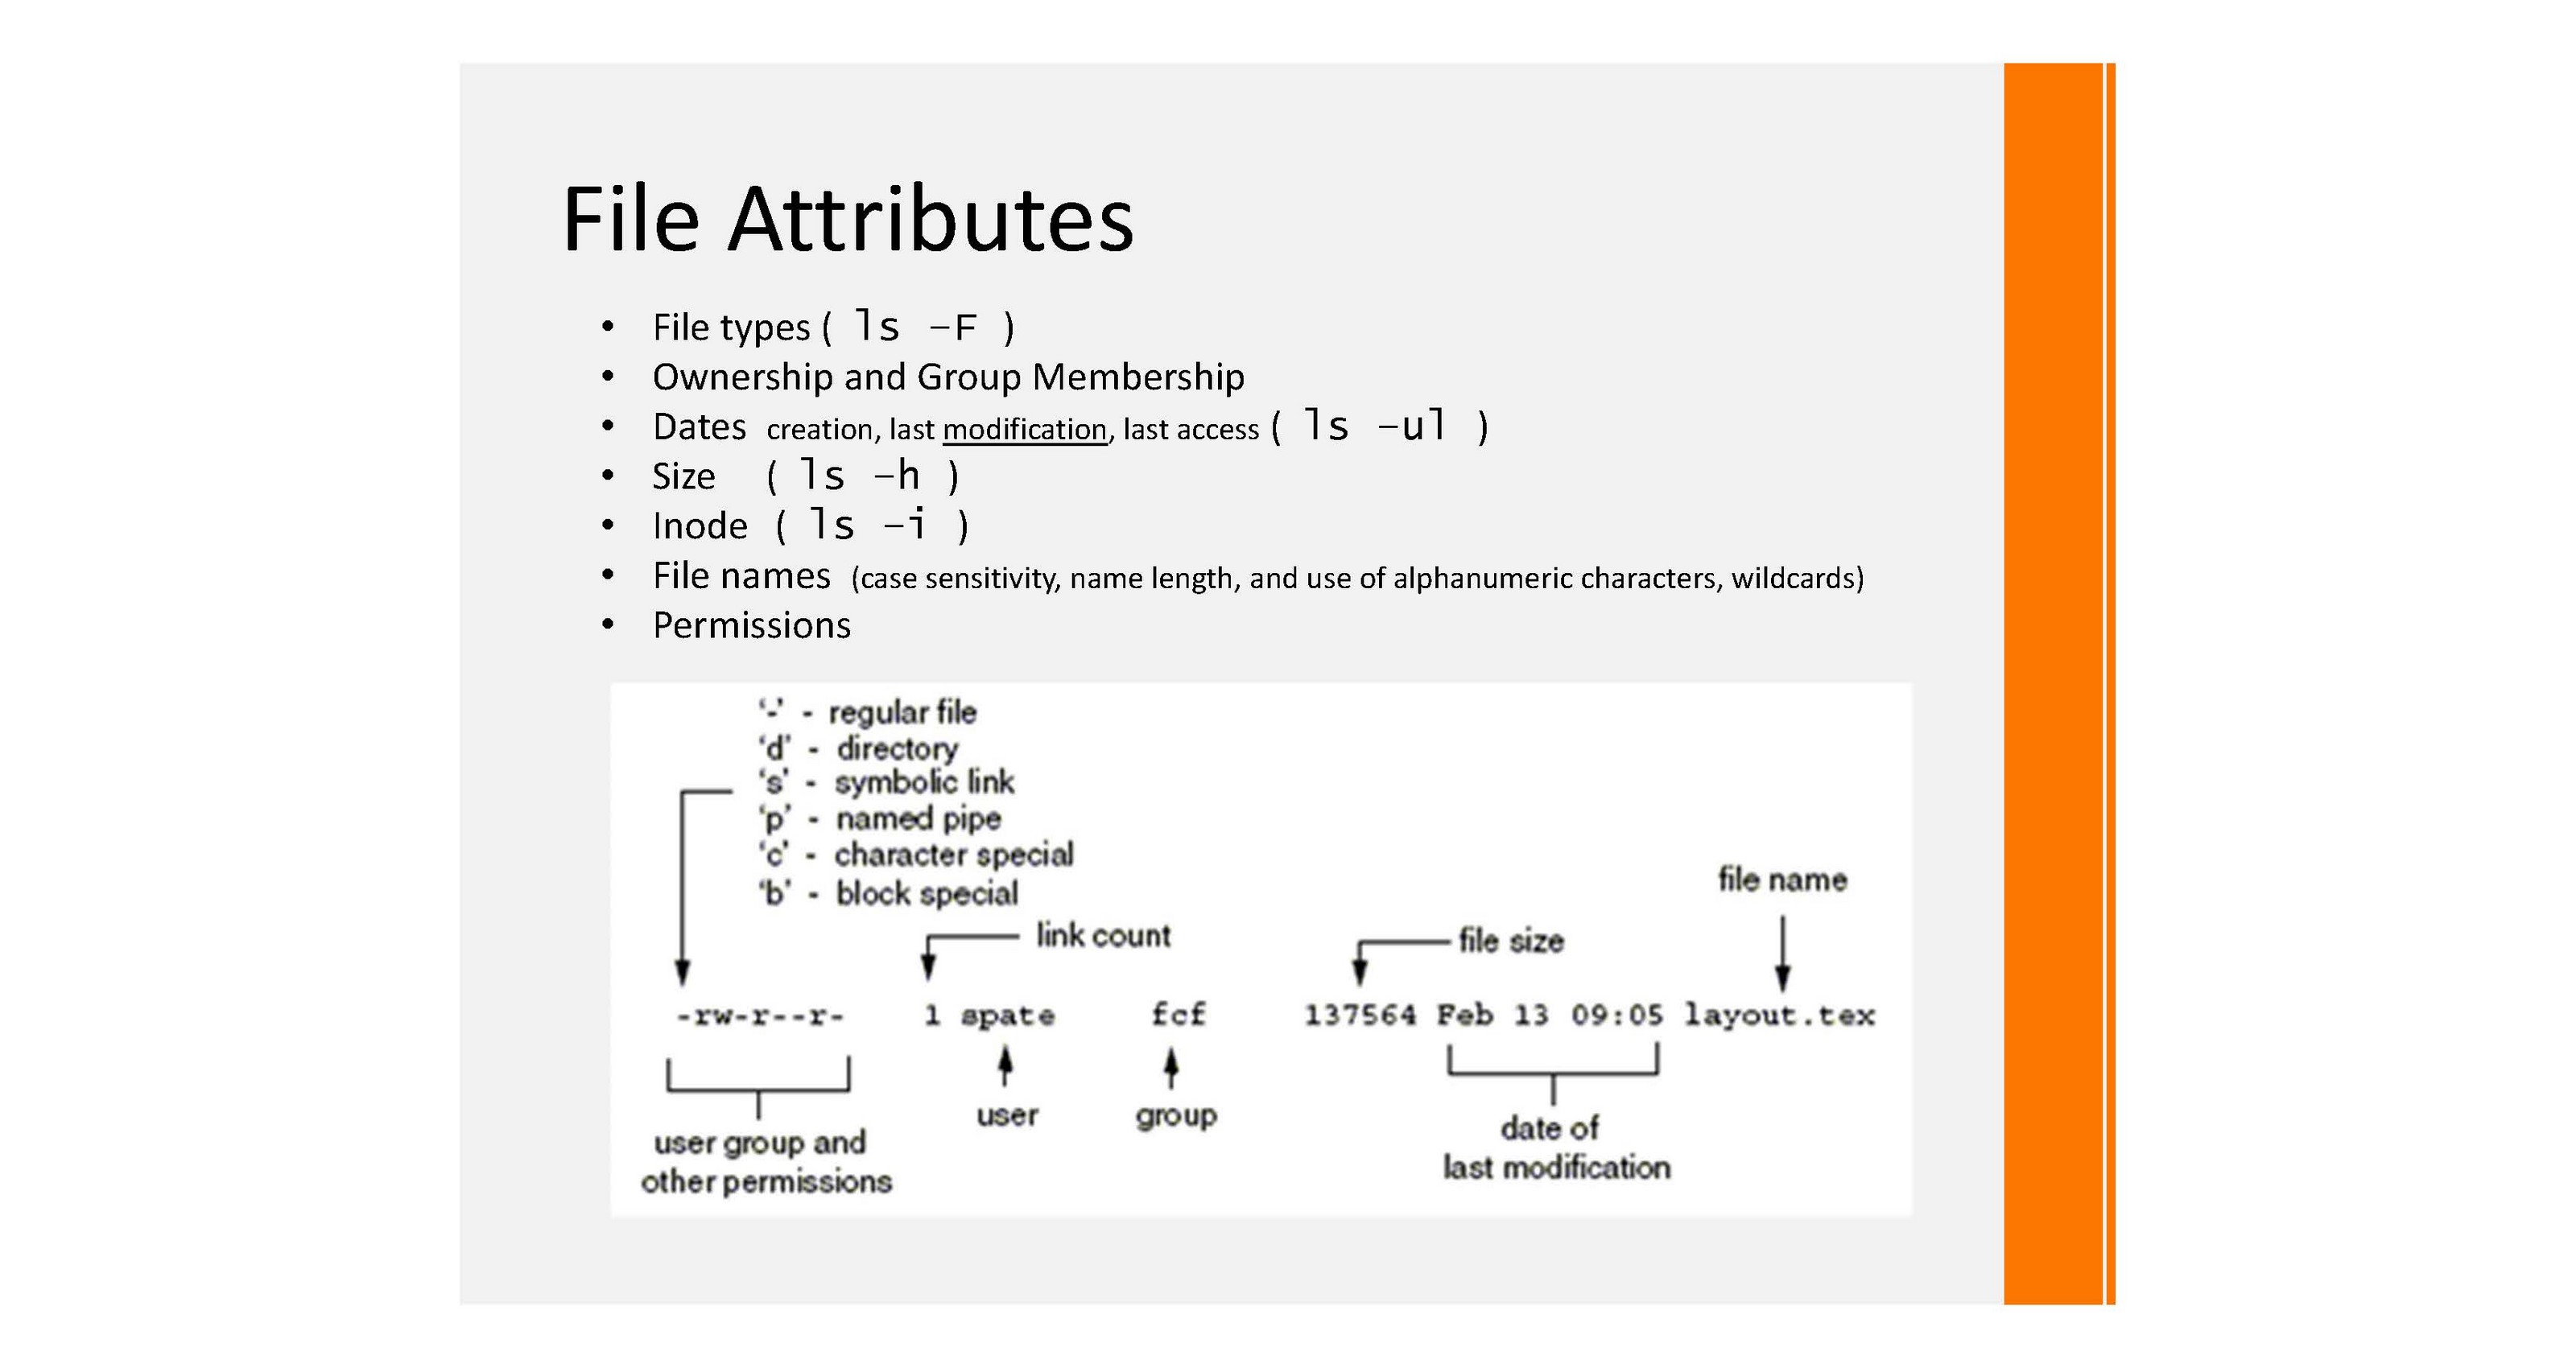 File Attributes
• File types ( ls –F )
• Ownership and Group Membership
• Dates creation, last modification, last access ( ls –ul )
• Size ( ls –h )
• Inode ( ls –i )
• File names (case sensitivity, name length, and use of alphanumeric characters, wildcards)
• Permissions
‘-’ - regular file
‘d’ - directory
‘s’ - symbolic link
‘p’ - named pipe
‘c’ - character special
‘b’ - block special
file name
link count
file size
-rw-r--r- 1 spate fcf 137564 Feb 13 09:05 layout.tex
user
group
date of
last modification
user group and
other permissions